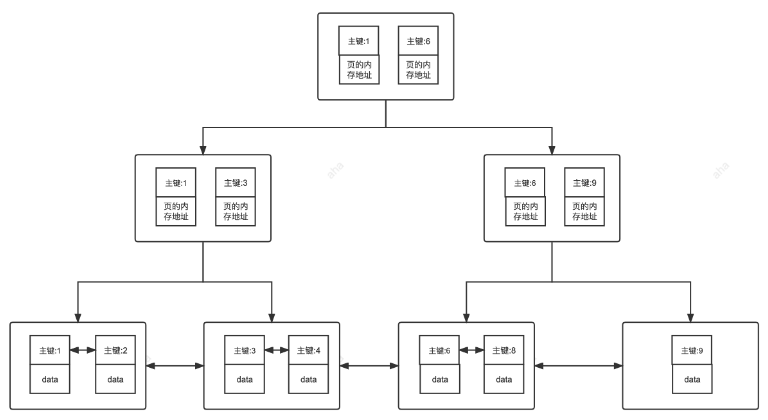 主键:1
主键:6
页的内
存地址
页的内
存地址
主键:1
主键:3
页的内
存地址
页的内
存地址
主键:6
主键:9
页的内
存地址
页的内
存地址
aha
aha
主键:1
主键:2
data
data
主键:3
主键:4
data
data
主键:6
主键:8
data
data
主键:9
data